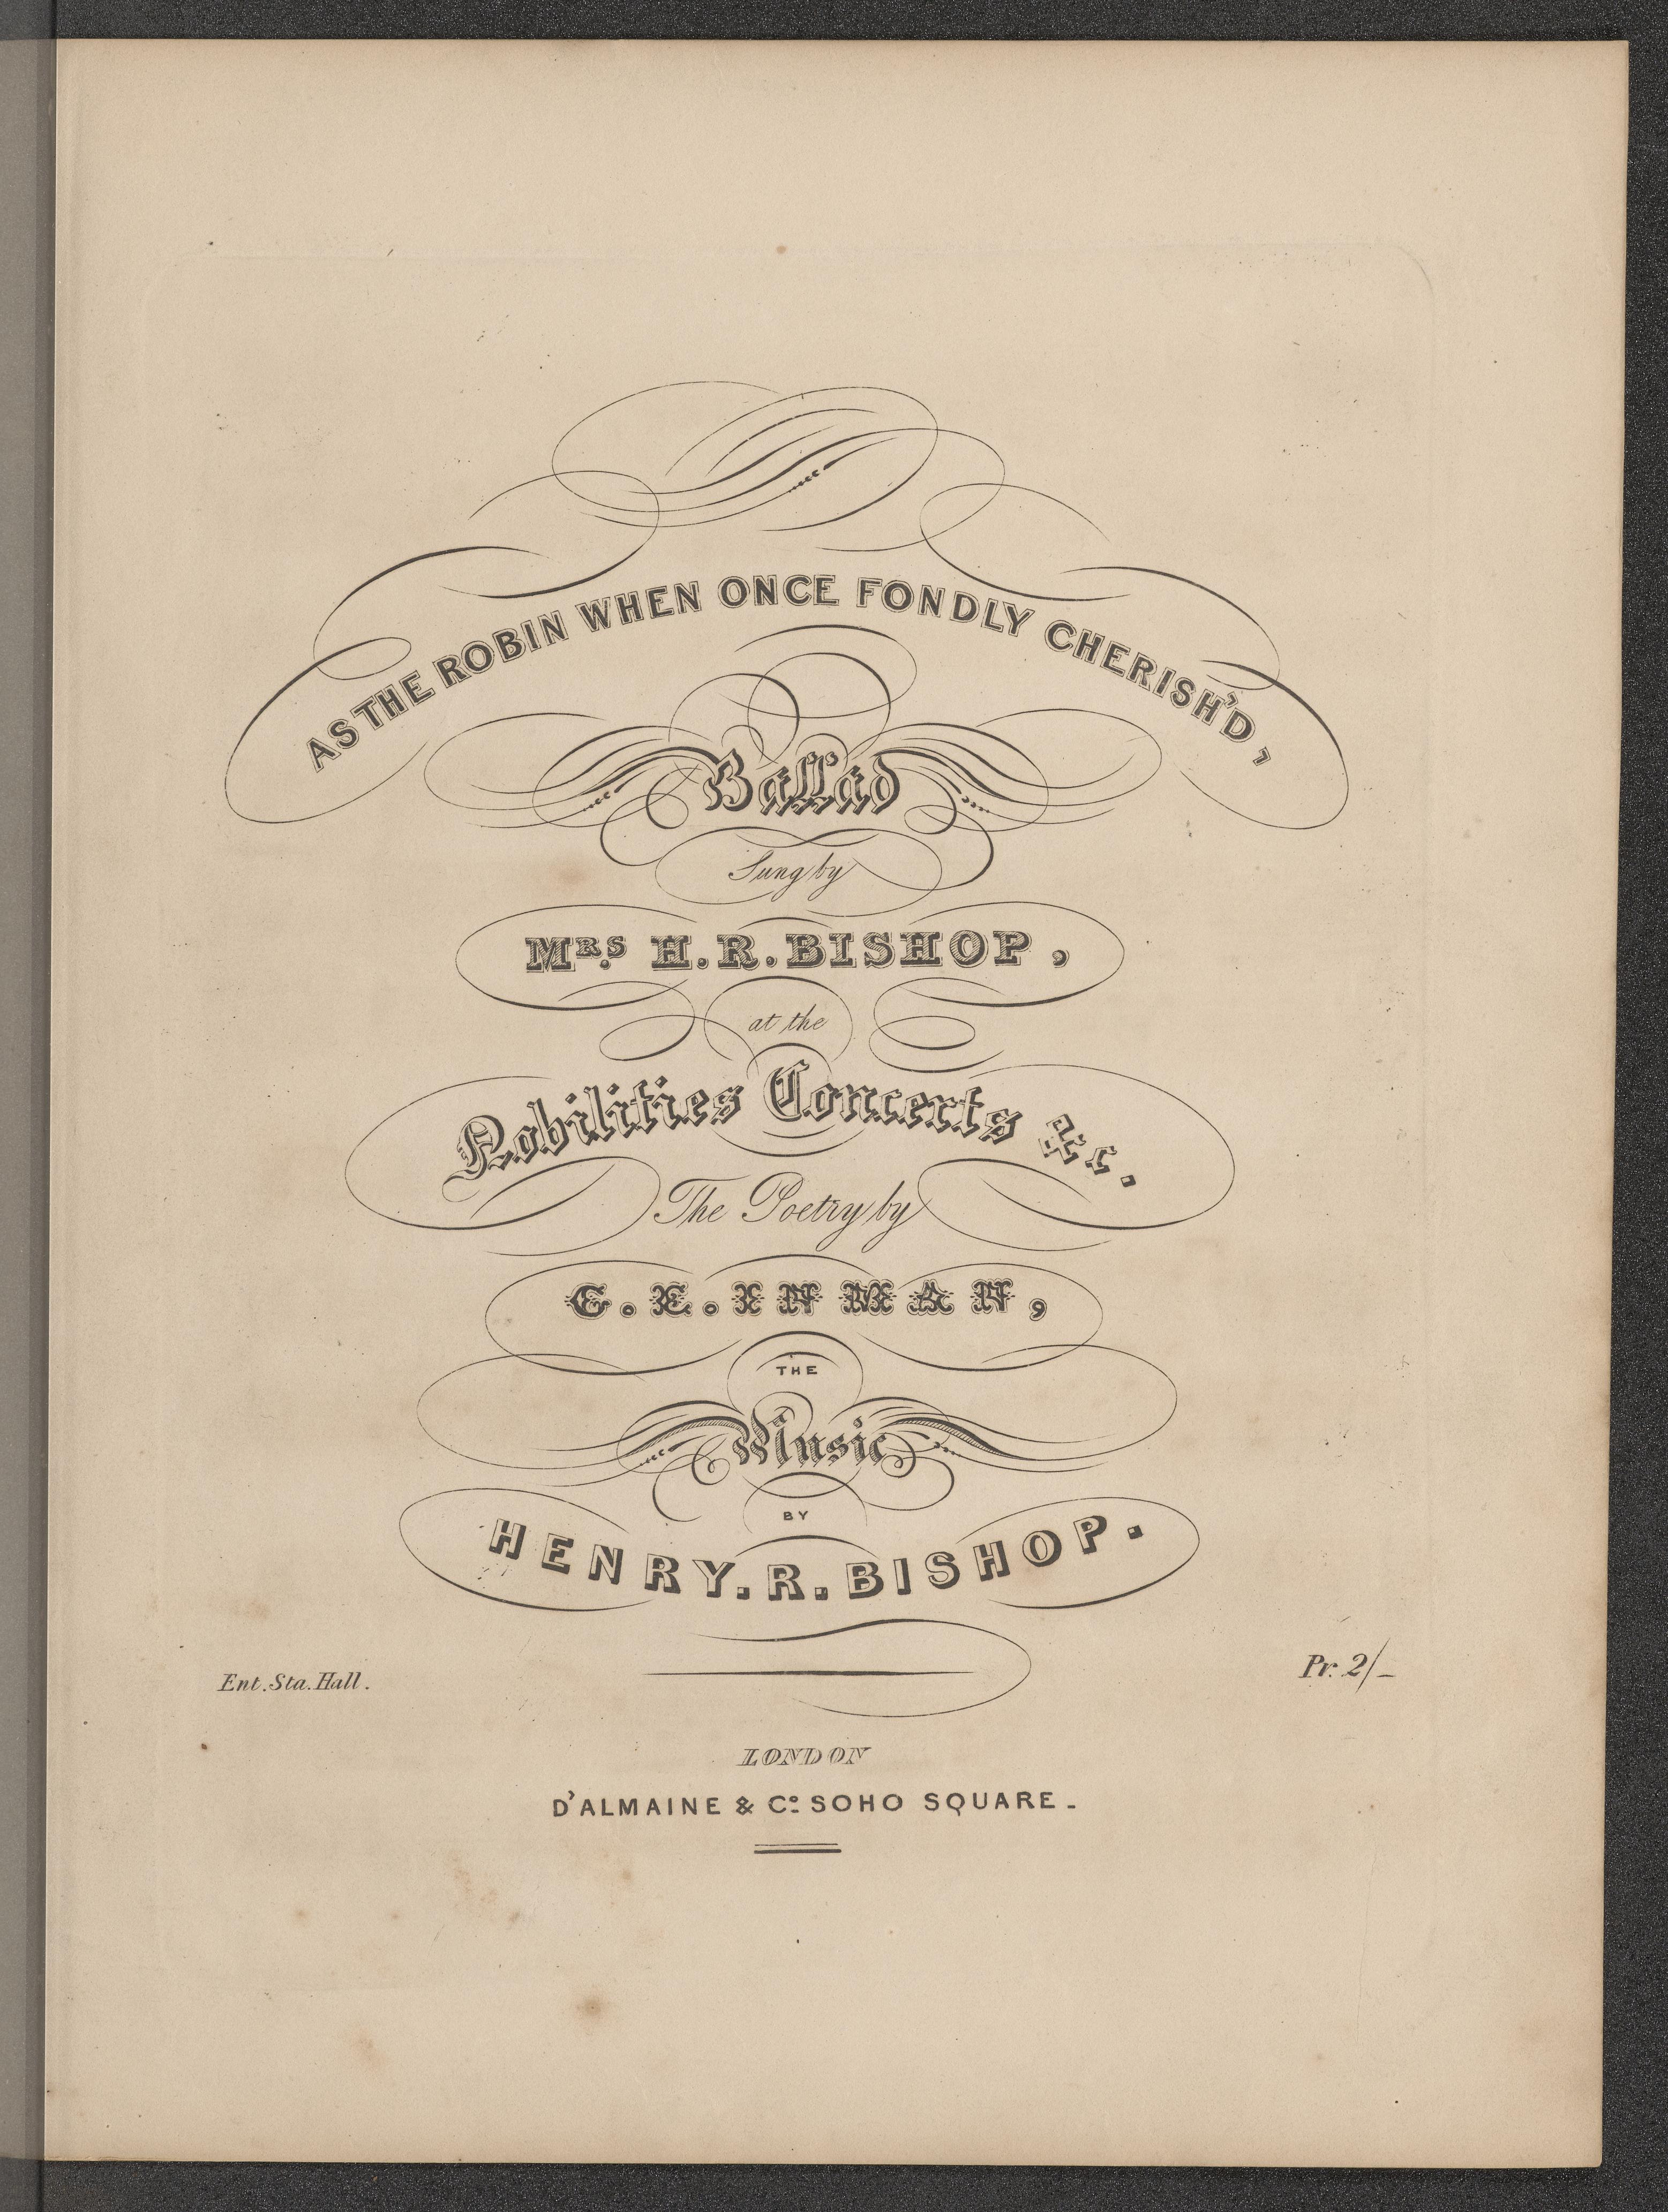 AS THE ROBIN WHEN ONCE FONDLY CHERISH'D,
Ballad
Sung by
MRS. H.R. BISHOP,
at the
Nobilities Concerts &c.
The Poetry by
G.E. INMAN,
THE
Music
BY
HENRY.R.BISHOP.
Ent. Sta. Hall.
Pr. 2/-
LONDON
D'ALMAINE & Co. SOHO SQUARE.